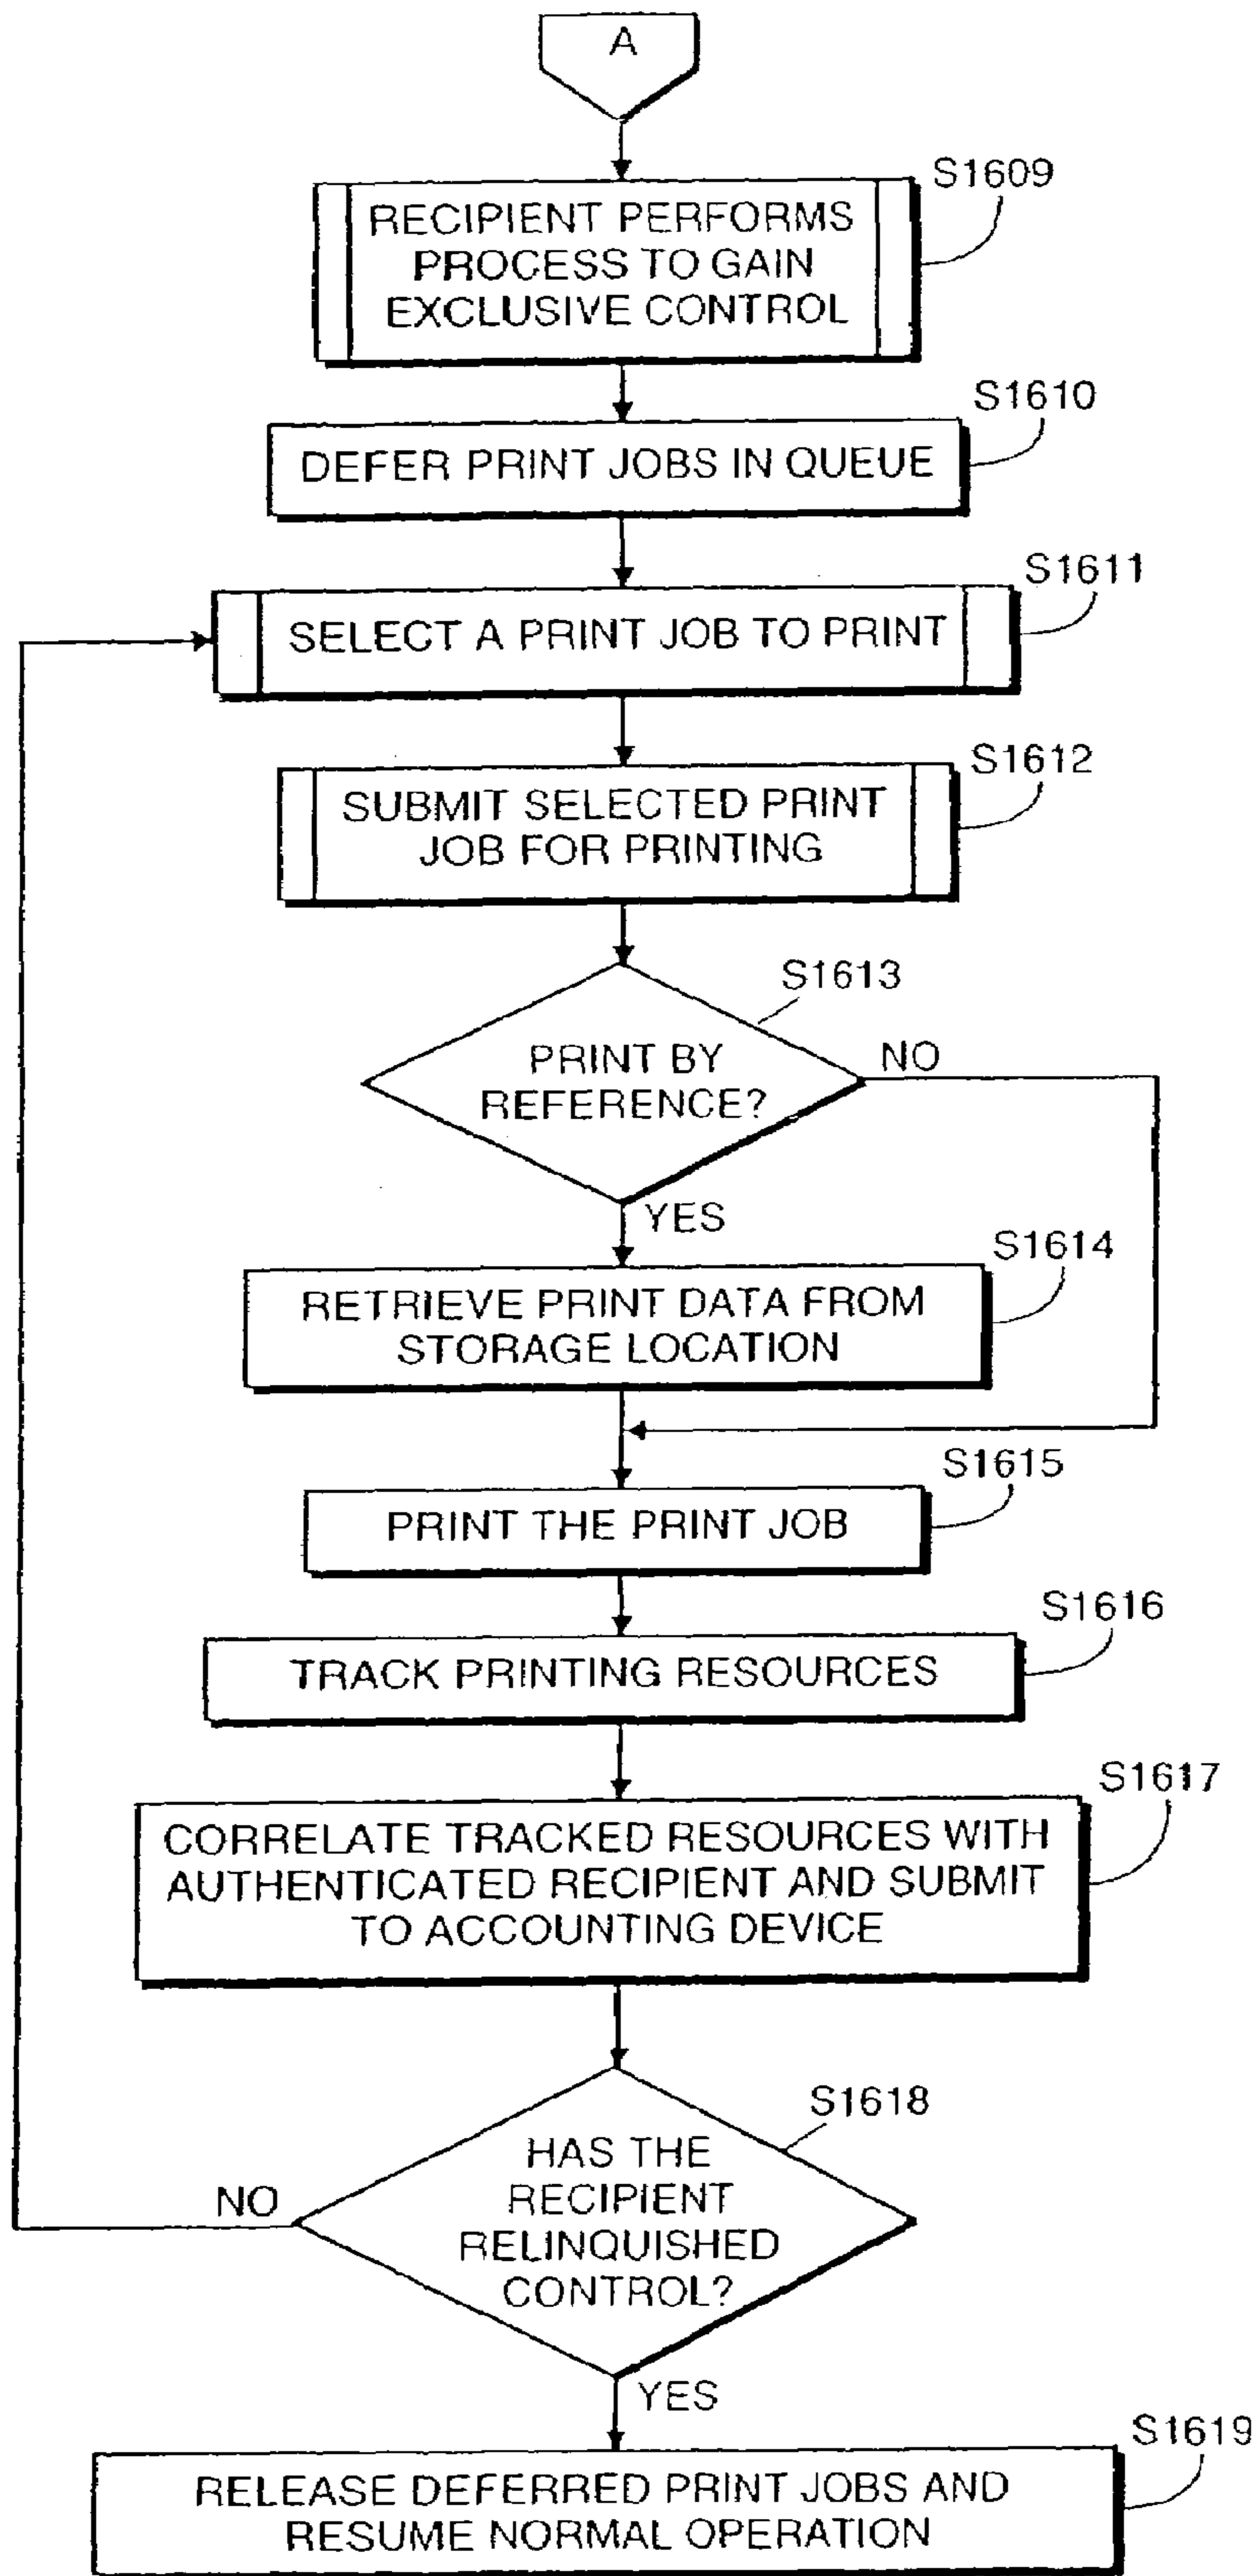 A
S1609
RECIPIENT PERFORMS
PROCESS TO GAIN
EXCLUSIVE CONTROL
S1610
DEFER PRINT JOBS IN QUEUE
S1611
SELECT A PRINT JOB TO PRINT
S1612
SUBMIT SELECTED PRINT
JOB FOR PRINTING
S1613
PRINT BY
REFERENCE?
NO
YES
S1614
RETRIEVE PRINT DATA FROM
STORAGE LOCATION
S1615
PRINT THE PRINT JOB
S1616
TRACK PRINTING RESOURCES
S1617
CORRELATE TRACKED RESOURCES WITH
AUTHENTICATED RECIPIENT AND SUBMIT
TO ACCOUNTING DEVICE
S1618
HAS THE
RECIPIENT
RELINQUISHED
CONTROL?
NO
YES
S1619
RELEASE DEFERRED PRINT JOBS AND
RESUME NORMAL OPERATION